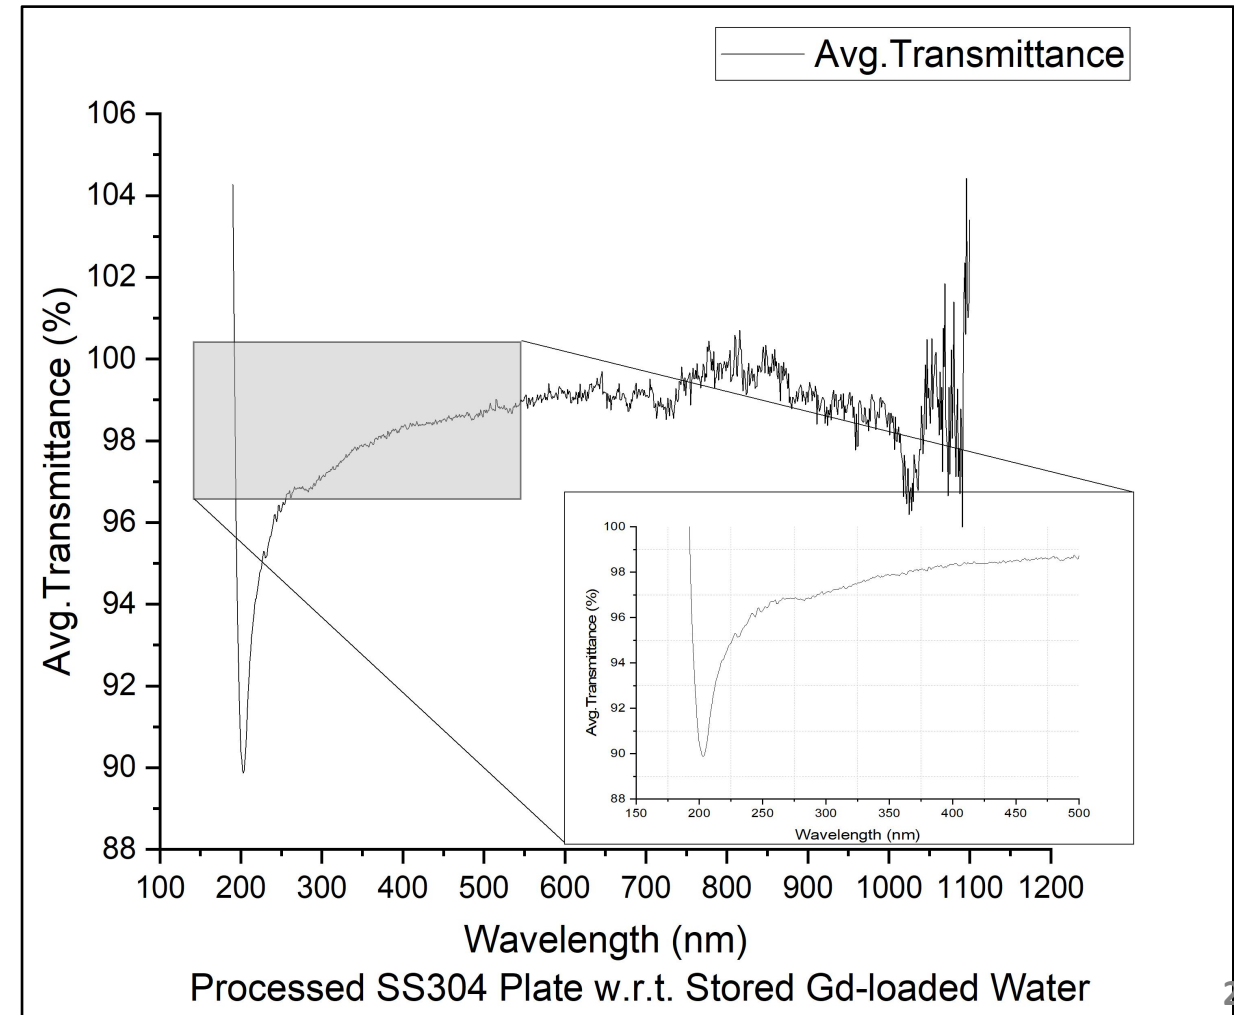 Avg.Transmittance
106
104
102
100
98
96
94
92
90
88
Avg.Transmittance (%)
100
98
96
94
92
90
88
Avg.Transmittance (%)
150 200 250 300 350 400 450 500
Wavelength (nm)
100 200 300 400 500 600 700 800 900 1000 1100 1200
Wavelength (nm)
Processed SS304 Plate w.r.t. Stored Gd-loaded Water